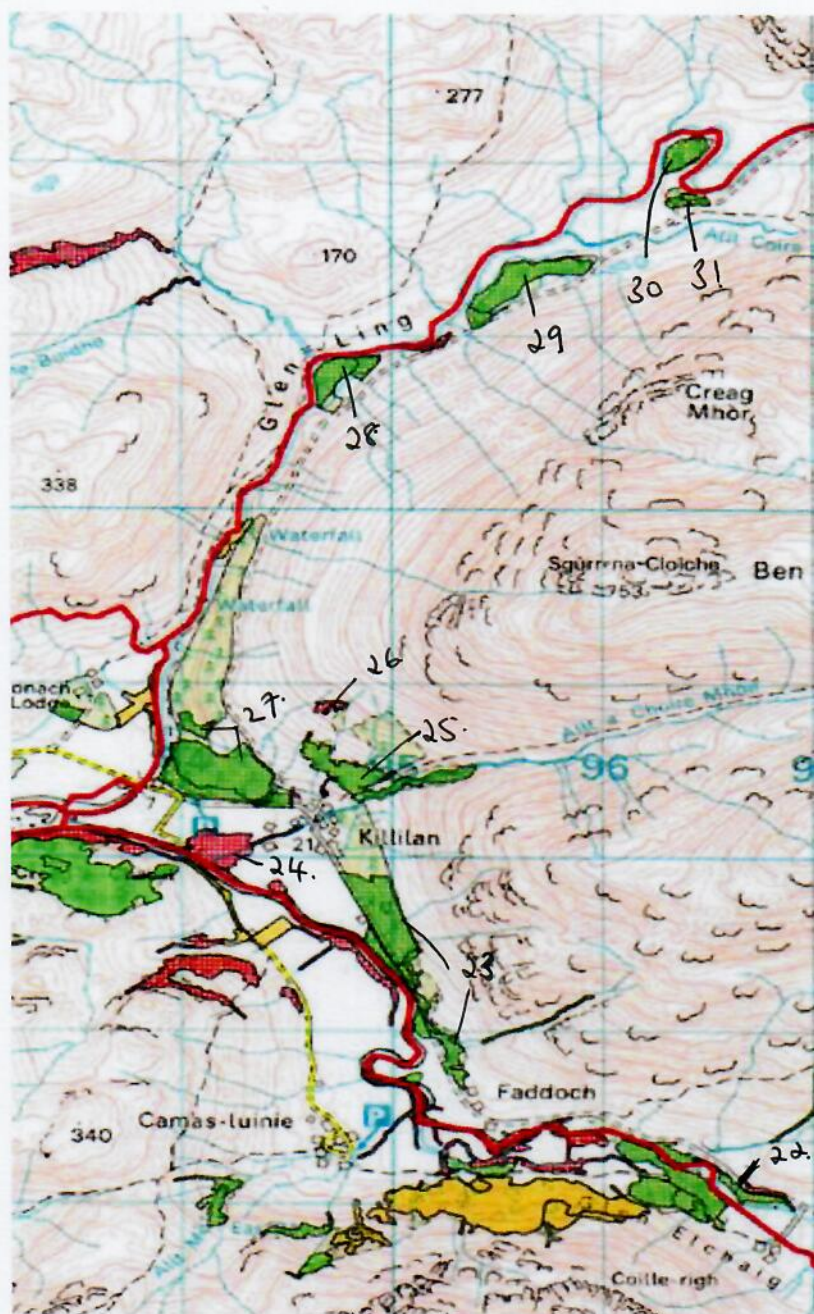 277
170
30
31
Allt Coire
29
Glen Ling
28.
Creag
Mhòr
338
Waterfall
Sgùrr na Cloiche
753
Ben
Waterfall
26
onach
Lodge
27.
25.
Allt a Choire Mhòir
96
9
P
Killilan
21
24.
23
Faddoch
Camas-luinie
P
340
22.
Elchaig
Coille-righ